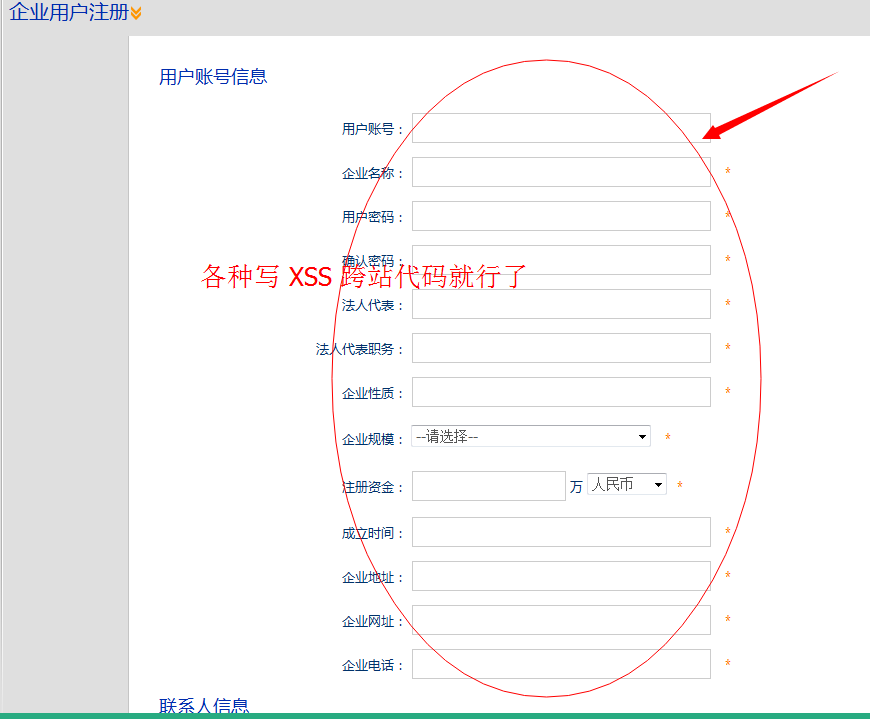 企业用户注册
用户账号信息
用户账号：
企业名称： *
用户密码： *
确认密码： *
各种写 XSS 跨站代码就行了
法人代表： *
法人代表职务： *
企业性质： *
企业规模： --请选择-- *
注册资金： 万 人民币 *
成立时间： *
企业地址： *
企业网址： *
企业电话： *
联系人信息